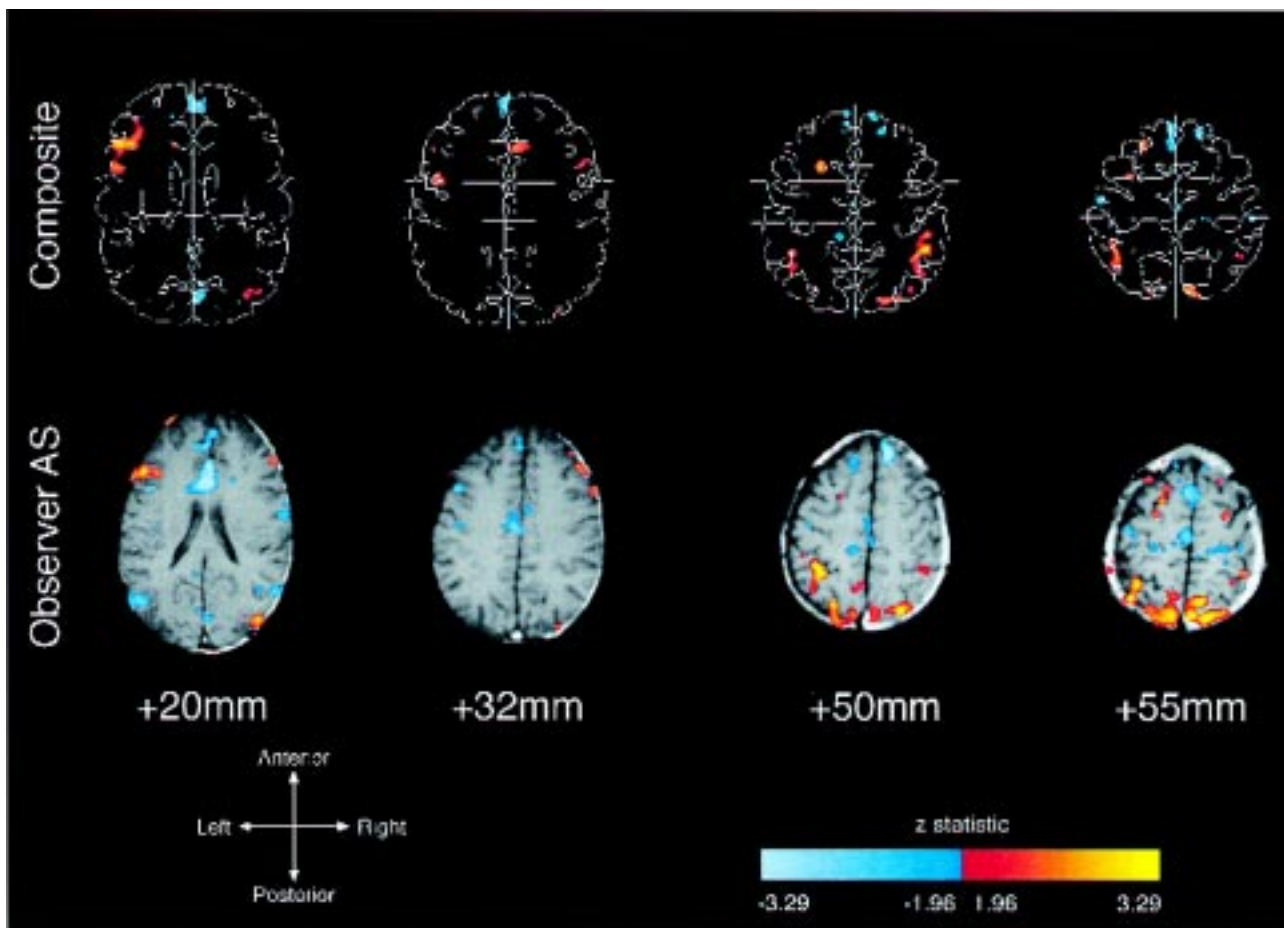 Composite
Observer AS
+20mm +32mm +50mm +55mm
Anterior
Left Right
Posterior
z statistic
-3.29 -1.96 1.96 3.29